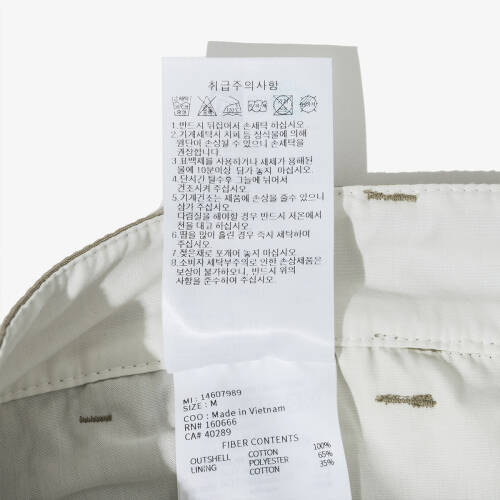 취급주의사항
손세탁
1.반드시 뒤집어서 손세탁 하십시오
2.기계세탁시 지퍼 등 장식물에 의해
원단이 손상될 수 있으니 손세탁을
권장합니다.
3.표백제를 사용하거나 세제가 용해된
물에 10분이상 담가 놓지 마십시오
4.단시간 탈수후 그늘에 뉘어서
건조시켜 주십시오
5.기계건조는 제품에 손상을 줄수 있으니
삼가 주십시오
다림질을 해야할 경우 반드시 저온에서
천을 대고 하십시오
6.땀을 많이 흘린 경우 즉시 세탁하여
주십시오
7.젖은채로 포개어 놓지 마십시오
8.소비자 세탁부주의로 인한 손상제품은
보상이 불가하오니, 반드시 위의
사항을 준수하여 주십시오
MI: 14607989
SIZE: M
COO: Made in Vietnam
RN# 160666
CA# 40289
FIBER CONTENTS
100%
OUTSHELL COTTON 65%
LINING POLYESTER 35%
COTTON